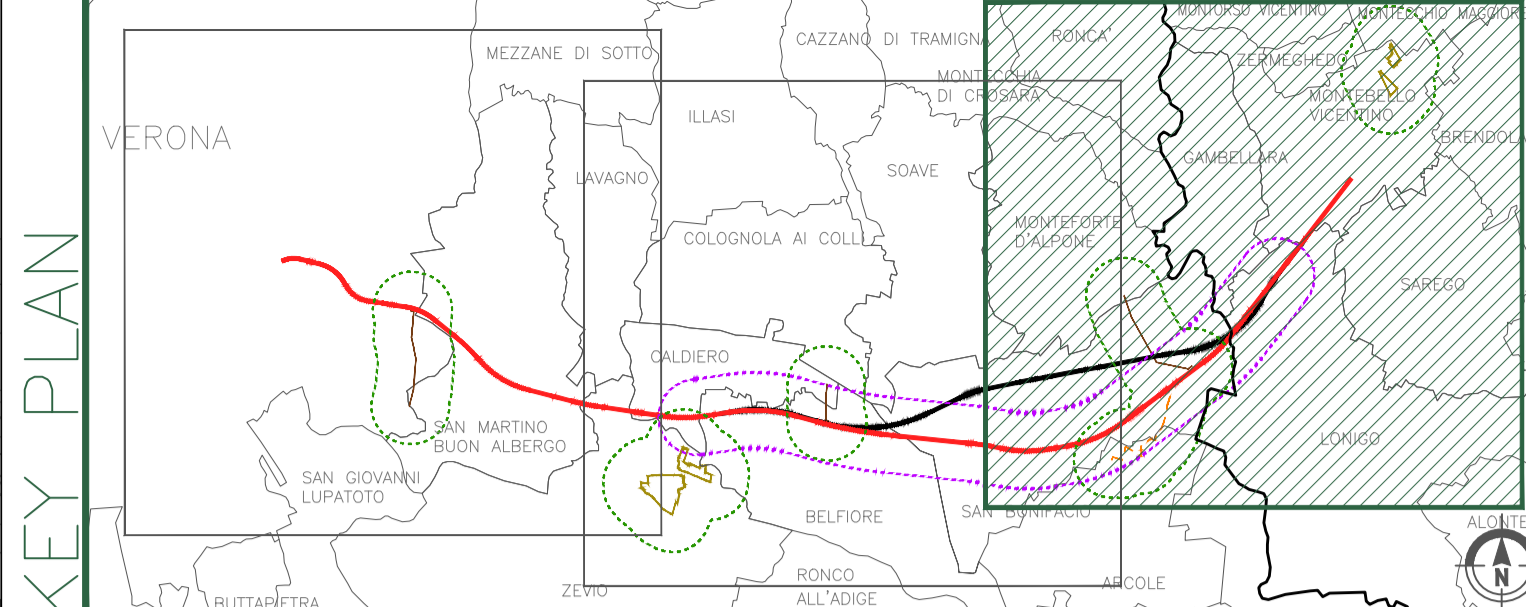 KEY PLAN
MONTORSO VICENTINO
MONTECCHIO MAGGIORE
MEZZANE DI SOTTO
CAZZANO DI TRAMIGNA
RONCA'
ZERMEGHEDO
MONTECCHIA
DI CROSARA
MONTEBELLO
VICENTINO
ILLASI
VERONA
BRENDOLA
GAMBELLARA
SOAVE
LAVAGNO
MONTEFORTE
D'ALPONE
COLOGNOLA AI COLLI
SAREGO
CALDIERO
SAN MARTINO
BUON ALBERGO
LONIGO
SAN GIOVANNI
LUPATOTO
BELFIORE
SAN BONIFACIO
ALONTE
RONCO
ALL'ADIGE
ARCOLE
ZEVIO
BUTTAPIETRA
N